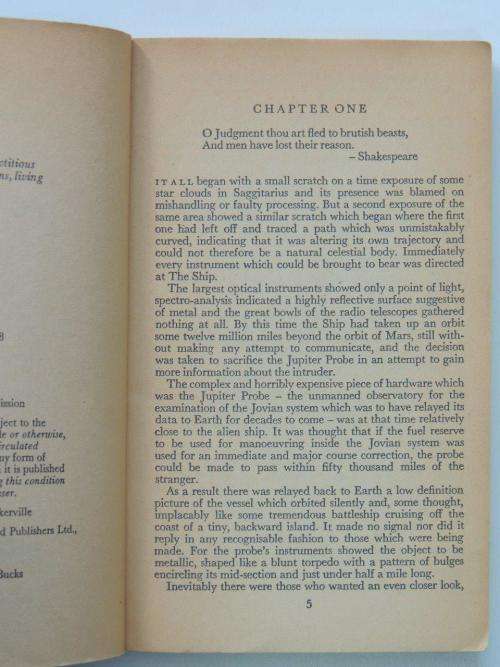 ctitious
ns, living
8
ission
ject to the
de or otherwise,
irculated
ny form of
n it is published
g this condition
aser.
kerville
d Publishers Ltd.,
Bucks
CHAPTER ONE
O Judgment thou art fled to brutish beasts,
And men have lost their reason.
– Shakespeare
IT ALL began with a small scratch on a time exposure of some
star clouds in Saggitarius and its presence was blamed on
mishandling or faulty processing. But a second exposure of the
same area showed a similar scratch which began where the first
one had left off and traced a path which was unmistakably
curved, indicating that it was altering its own trajectory and
could not therefore be a natural celestial body. Immediately
every instrument which could be brought to bear was directed
at The Ship.
The largest optical instruments showed only a point of light,
spectro-analysis indicated a highly reflective surface suggestive
of metal and the great bowls of the radio telescopes gathered
nothing at all. By this time the Ship had taken up an orbit
some twelve million miles beyond the orbit of Mars, still with-
out making any attempt to communicate, and the decision
was taken to sacrifice the Jupiter Probe in an attempt to gain
more information about the intruder.
The complex and horribly expensive piece of hardware which
was the Jupiter Probe – the unmanned observatory for the
examination of the Jovian system which was to have relayed its
data to Earth for decades to come – was at that time relatively
close to the alien ship. It was thought that if the fuel reserve
to be used for manoeuvring inside the Jovian system was
used for an immediate and major course correction, the probe
could be made to pass within fifty thousand miles of the
stranger.
As a result there was relayed back to Earth a low definition
picture of the vessel which orbited silently and, some thought,
implacably like some tremendous battleship cruising off the
coast of a tiny, backward island. It made no signal nor did it
reply in any recognisable fashion to those which were being
made. For the probe's instruments showed the object to be
metallic, shaped like a blunt torpedo with a pattern of bulges
encircling its mid-section and just under half a mile long.
Inevitably there were those who wanted an even closer look,
5